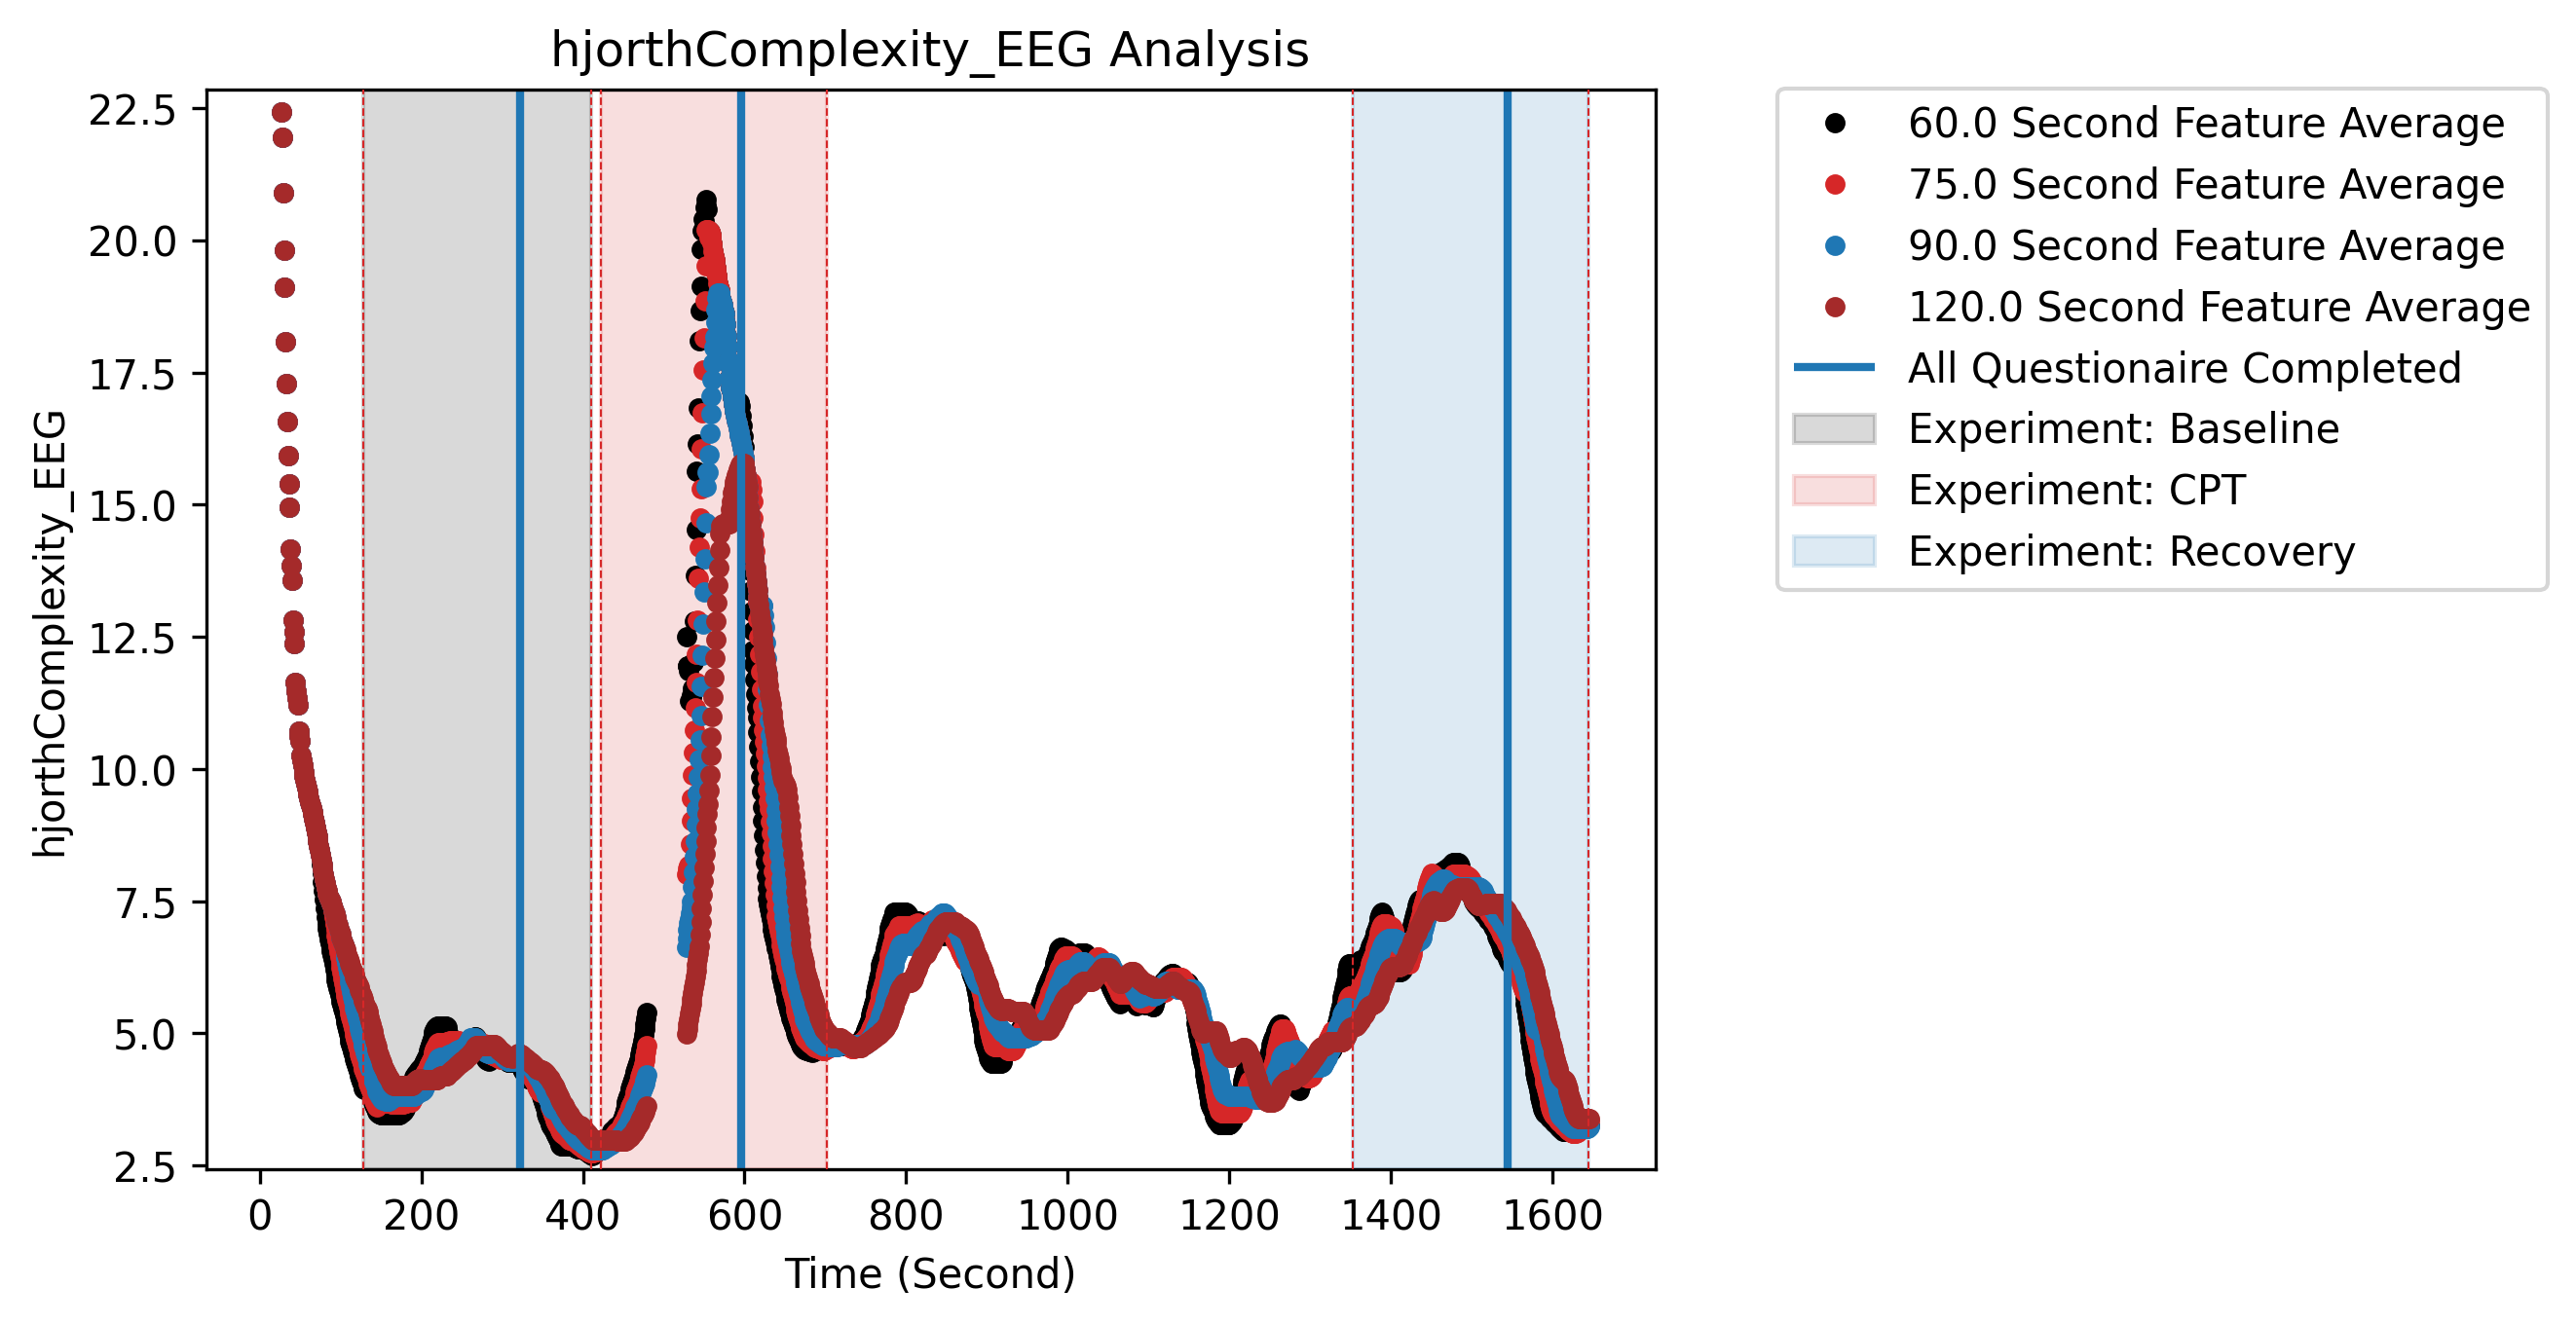 hjorthComplexity_EEG Analysis
22.5
20.0
17.5
15.0
12.5
10.0
7.5
5.0
2.5
hjorthComplexity_EEG
0 200 400 600 800 1000 1200 1400 1600
Time (Second)
60.0 Second Feature Average
75.0 Second Feature Average
90.0 Second Feature Average
120.0 Second Feature Average
All Questionaire Completed
Experiment: Baseline
Experiment: CPT
Experiment: Recovery